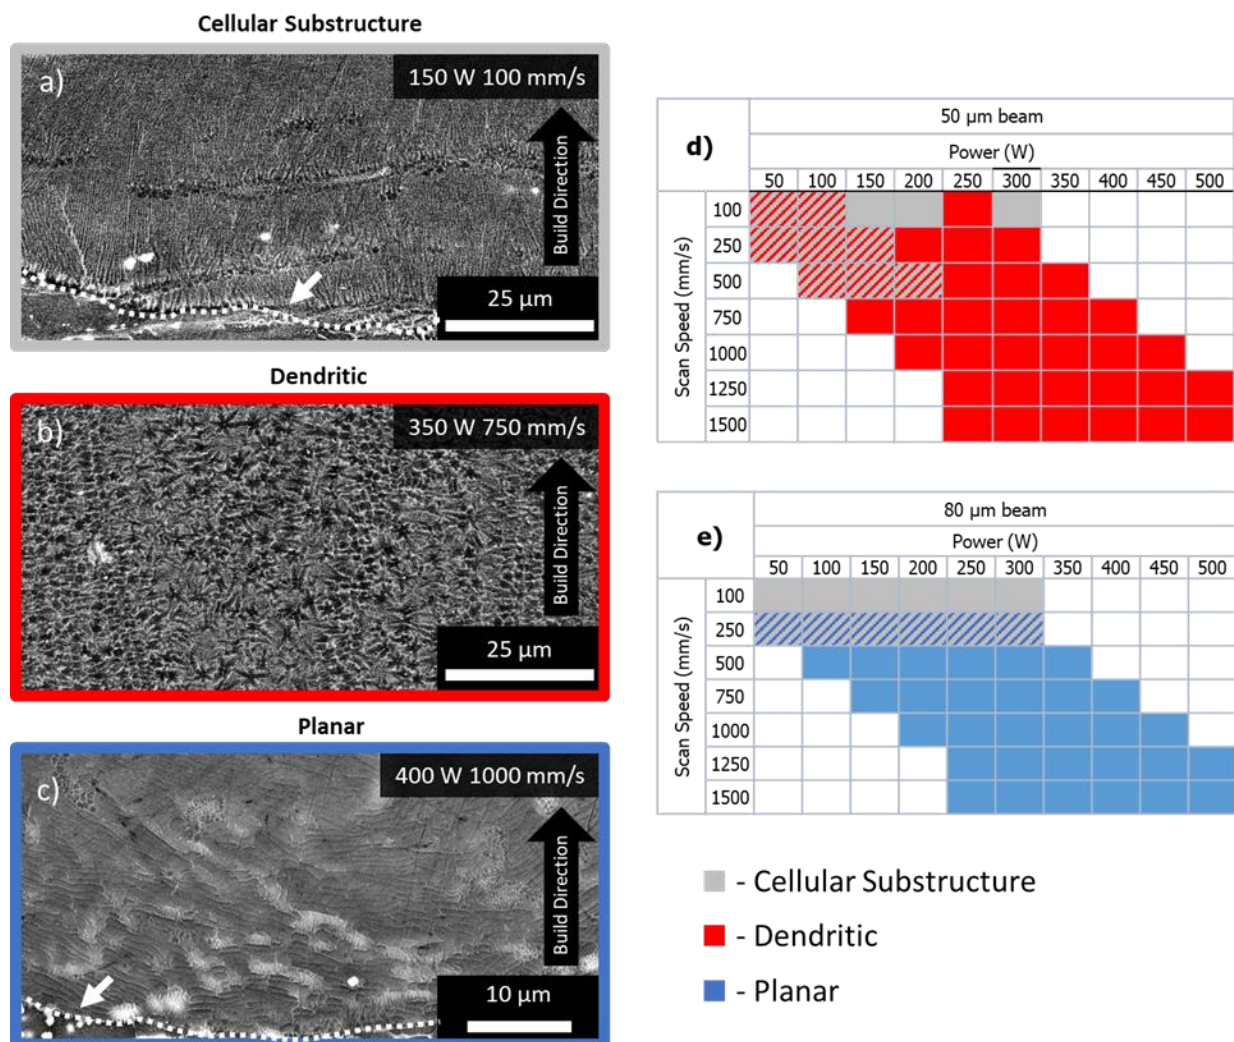 Cellular Substructure
a)
150 W 100 mm/s
Build Direction
25 µm
Dendritic
b)
350 W 750 mm/s
Build Direction
25 µm
Planar
c)
400 W 1000 mm/s
Build Direction
10 µm
d)
50 µm beam
Power (W)
50 100 150 200 250 300 350 400 450 500
Scan Speed (mm/s)
100
250
500
750
1000
1250
1500
e)
80 µm beam
Power (W)
50 100 150 200 250 300 350 400 450 500
Scan Speed (mm/s)
100
250
500
750
1000
1250
1500
- Cellular Substructure
- Dendritic
- Planar